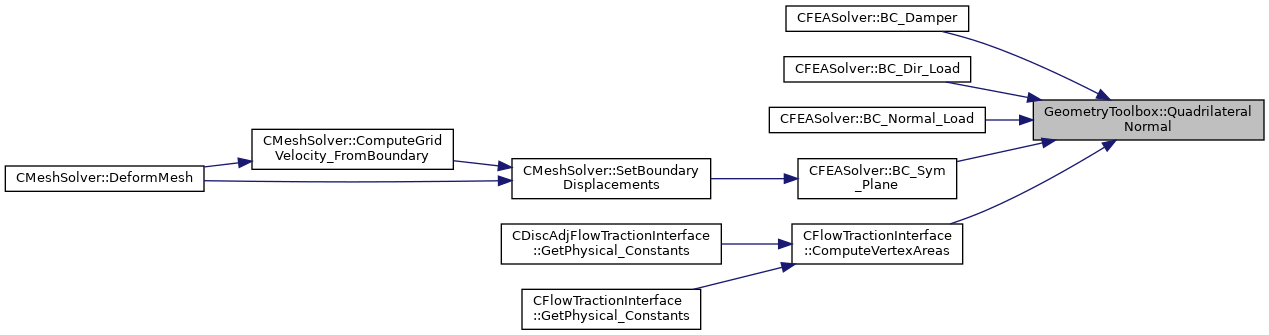 CFEASolver::BC_Damper
CFEASolver::BC_Dir_Load
GeometryToolbox::Quadrilateral
Normal
CFEASolver::BC_Normal_Load
CMeshSolver::ComputeGrid
Velocity_FromBoundary
CMeshSolver::DeformMesh
CMeshSolver::SetBoundary
Displacements
CFEASolver::BC_Sym
_Plane
CDiscAdjFlowTractionInterface
::GetPhysical_Constants
CFlowTractionInterface
::ComputeVertexAreas
CFlowTractionInterface
::GetPhysical_Constants